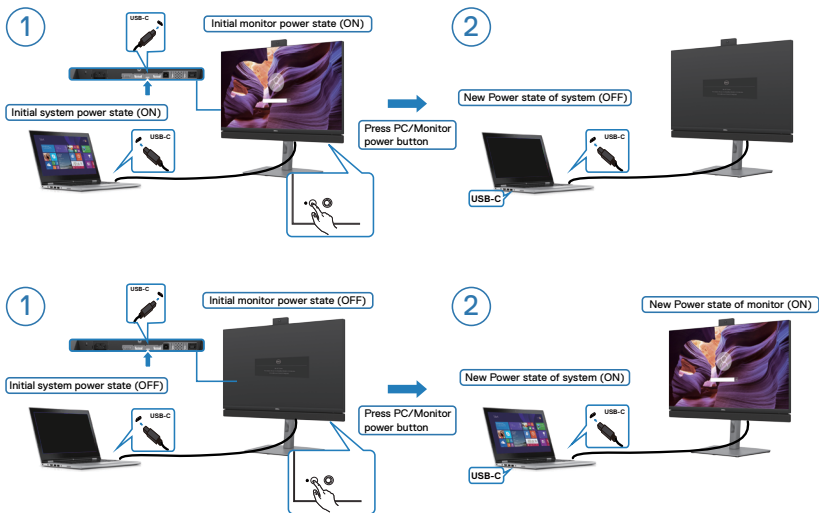 1
USB-C
Initial monitor power state (ON)
2
Initial system power state (ON)
USB-C
Press PC/Monitor
power button
New Power state of system (OFF)
USB-C
USB-C
1
USB-C
Initial monitor power state (OFF)
2
New Power state of monitor (ON)
Initial system power state (OFF)
USB-C
Press PC/Monitor
power button
New Power state of system (ON)
USB-C
USB-C